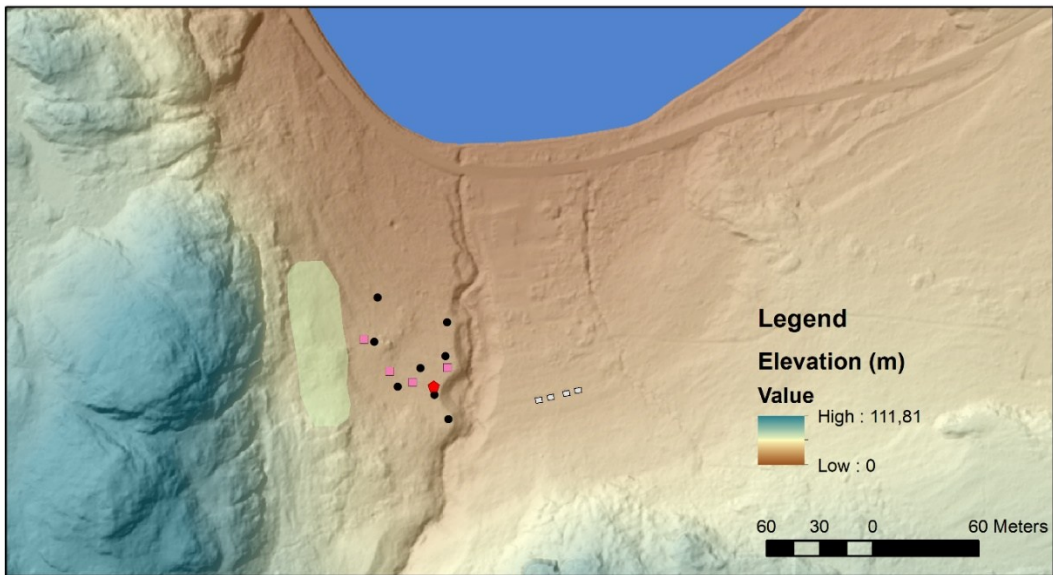 Legend
Elevation (m)
Value
High : 111,81
Low : 0
60 30 0 60 Meters